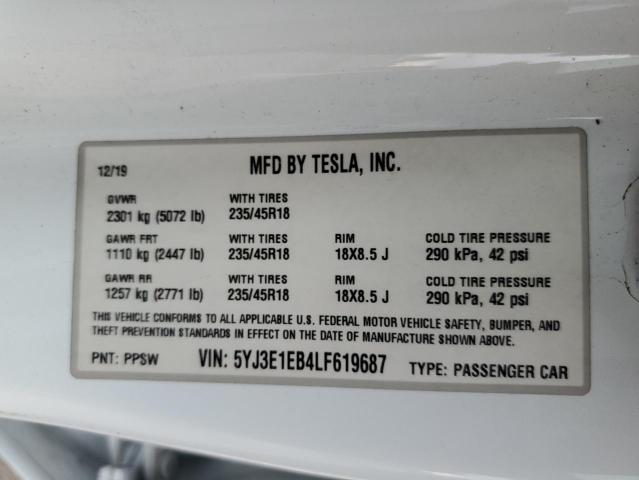 12/19 MFD BY TESLA, INC.
GVWR WITH TIRES
2301 kg (5072 lb) 235/45R18
GAWR FRT WITH TIRES RIM COLD TIRE PRESSURE
1110 kg (2447 lb) 235/45R18 18X8.5 J 290 kPa, 42 psi
GAWR RR WITH TIRES RIM COLD TIRE PRESSURE
1257 kg (2771 lb) 235/45R18 18X8.5 J 290 kPa, 42 psi
THIS VEHICLE CONFORMS TO ALL APPLICABLE U.S. FEDERAL MOTOR VEHICLE SAFETY, BUMPER, AND
THEFT PREVENTION STANDARDS IN EFFECT ON THE DATE OF MANUFACTURE SHOWN ABOVE.
PNT: PPSW VIN: 5YJ3E1EB4LF619687 TYPE: PASSENGER CAR